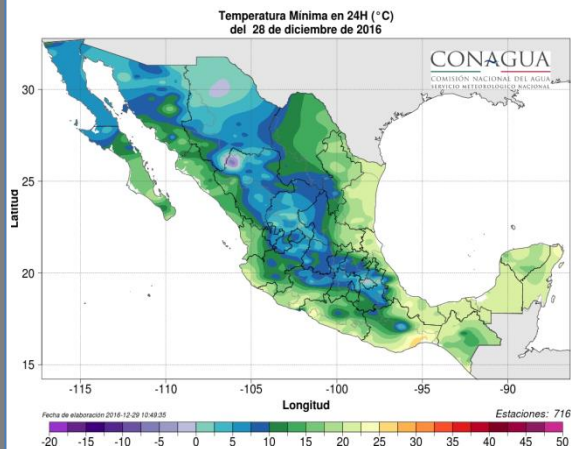 Temperatura Mínima en 24H (°C)
del 28 de diciembre de 2016
CONAGUA
COMISIÓN NACIONAL DEL AGUA
SERVICIO METEOROLÓGICO NACIONAL
30
25
20
15
Latitud
-115 -110 -105 -100 -95 -90
Longitud
Fecha de elaboración 2016-12-29 10:49:35
Estaciones: 716
-20 -15 -10 -5 0 5 10 15 20 25 30 35 40 45 50